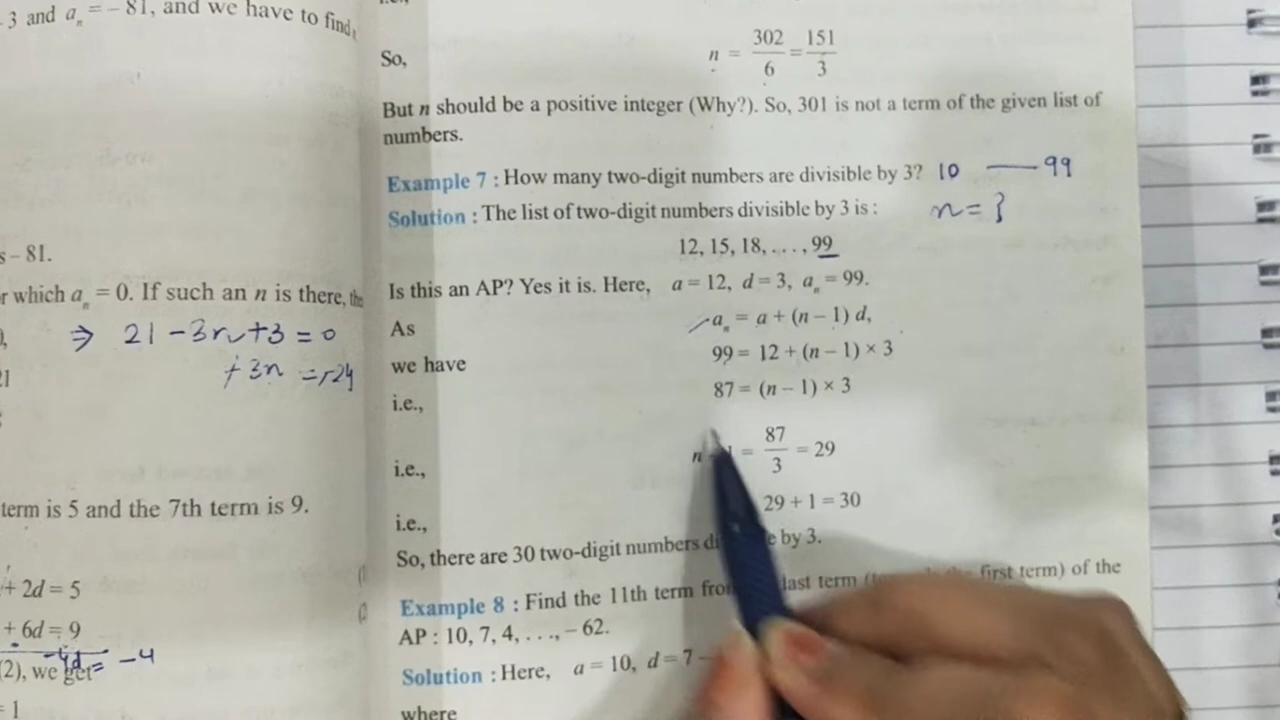 3 and aₙ = – 81, and we have to find,
s – 81.
r which aₙ = 0. If such an n is there, the
⇒ 21 – 3n + 3 = 0
+ 3n = +24
21
term is 5 and the 7th term is 9.
+ 2d = 5
+ 6d = 9
– 4d = – 4
(2), we get
= 1
So, n = 302/6 = 151/3
But n should be a positive integer (Why?). So, 301 is not a term of the given list of
numbers.
Example 7 : How many two-digit numbers are divisible by 3? 10 — 99
Solution : The list of two-digit numbers divisible by 3 is : n = ?
12, 15, 18, . . . , 99
Is this an AP? Yes it is. Here, a = 12, d = 3, aₙ = 99.
As aₙ = a + (n – 1) d,
we have 99 = 12 + (n – 1) × 3
i.e., 87 = (n – 1) × 3
i.e., n = 87/3 = 29
i.e., 29 + 1 = 30
So, there are 30 two-digit numbers by 3.
Example 8 : Find the 11th term last term first term) of the
AP : 10, 7, 4, . . ., – 62.
Solution : Here, a = 10, d = 7 –
where